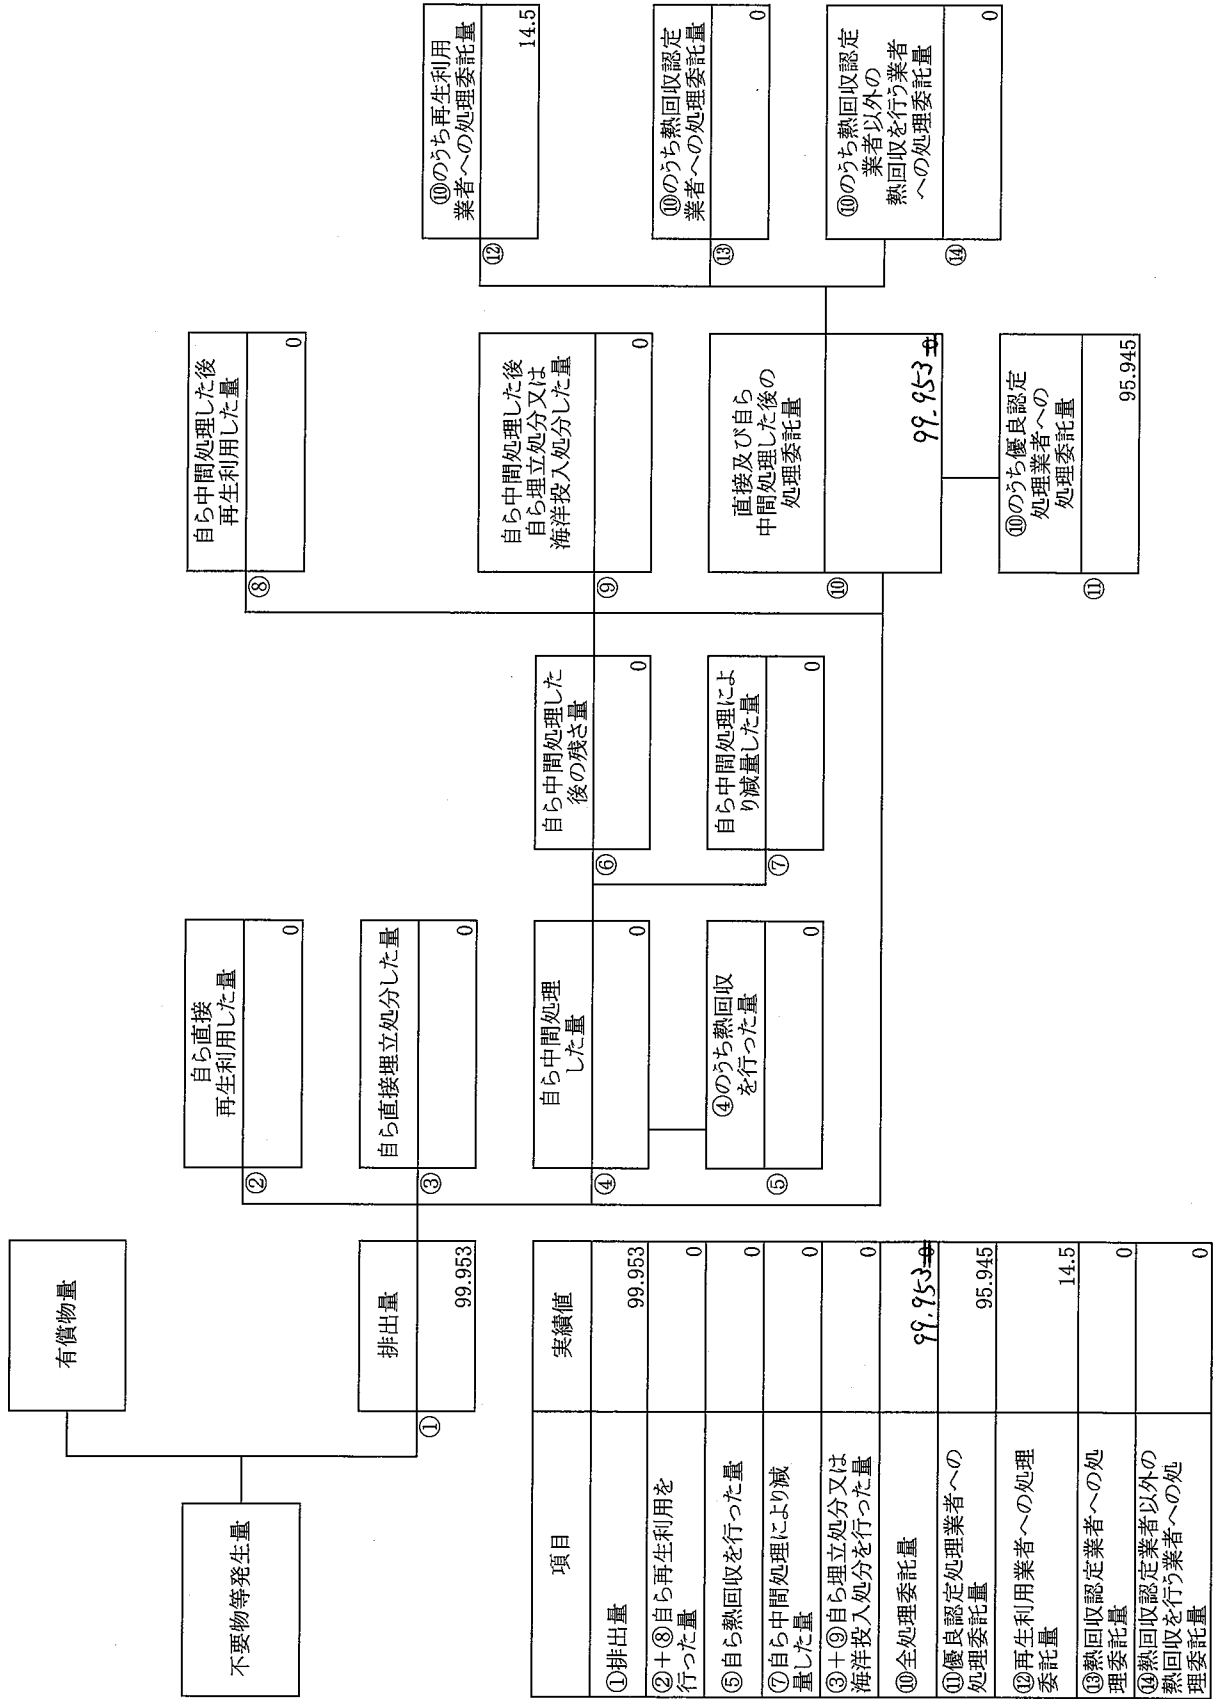 不要物等発生量
有償物量
排出量
① 99.953
自ら直接
再生利用した量
② 0
自ら直接埋立処分した量
③ 0
自ら中間処理
した量
④ 0
④のうち熱回収
を行った量
⑤ 0
自ら中間処理した
後の残さ量
⑥ 0
自ら中間処理によ
り減量した量
⑦ 0
自ら中間処理した後
再生利用した量
⑧ 0
自ら中間処理した後
自ら埋立処分又は
海洋投入処分した量
⑨ 0
直接及び自ら
中間処理した後の
処理委託量
⑩ 99.953 0
⑩のうち優良認定
処理業者への
処理委託量
⑪ 95.945
⑩のうち再生利用
業者への処理委託量
⑫ 14.5
⑩のうち熱回収認定
業者への処理委託量
⑬ 0
⑩のうち熱回収認定
業者以外の
熱回収を行う業者
への処理委託量
⑭ 0
項目 実績値
①排出量 99.953
②+⑧自ら再生利用を
行った量 0
⑤自ら熱回収を行った量 0
⑦自ら中間処理により減
量した量 0
③+⑨自ら埋立処分又は
海洋投入処分を行った量 0
⑩全処理委託量 99.953 0
⑪優良認定処理業者への
処理委託量 95.945
⑫再生利用業者への処理
委託量 14.5
⑬熱回収認定業者への処
理委託量 0
⑭熱回収認定業者以外の
熱回収を行う業者への処
理委託量 0